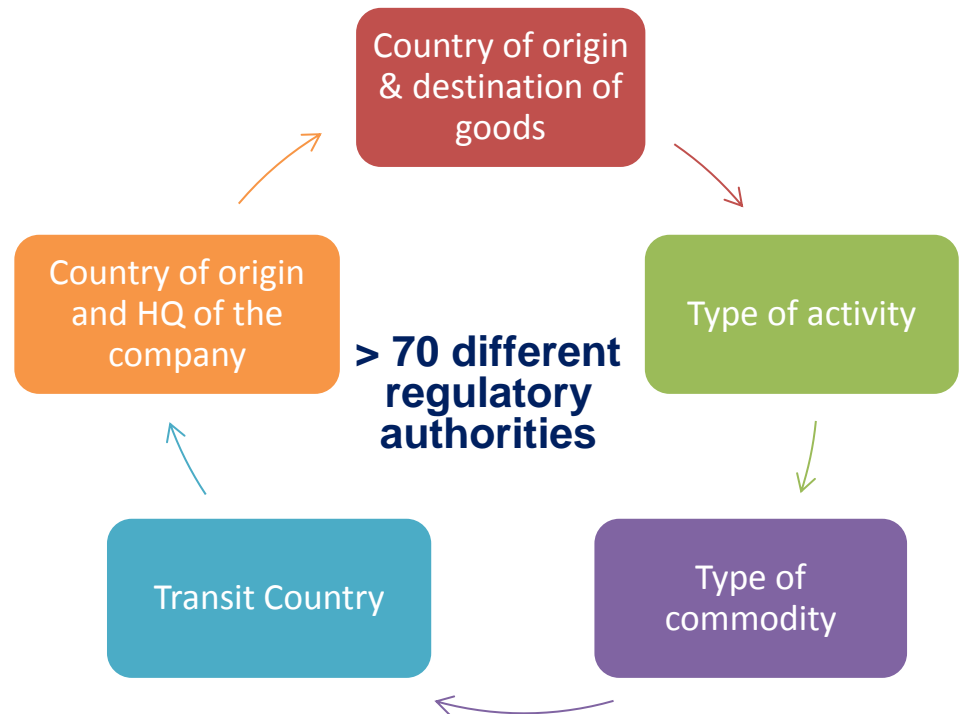 Country of origin
& destination of
goods
Type of activity
Type of
commodity
Transit Country
Country of origin
and HQ of the
company
> 70 different
regulatory
authorities